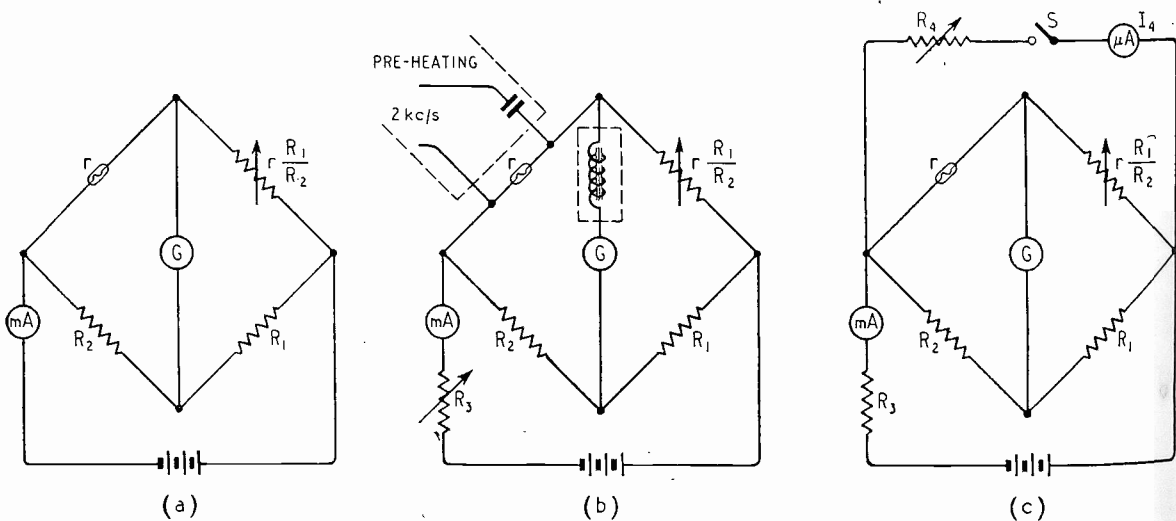 r
r R₁/R₂
G
mA
R₂
R₁
(a)
PRE-HEATING
2 kc/s
r
r R₁/R₂
G
mA
R₂
R₁
R₃
(b)
R₄
S
I₄
μA
r
r R₁/R₂
G
mA
R₂
R₁
R₃
(c)